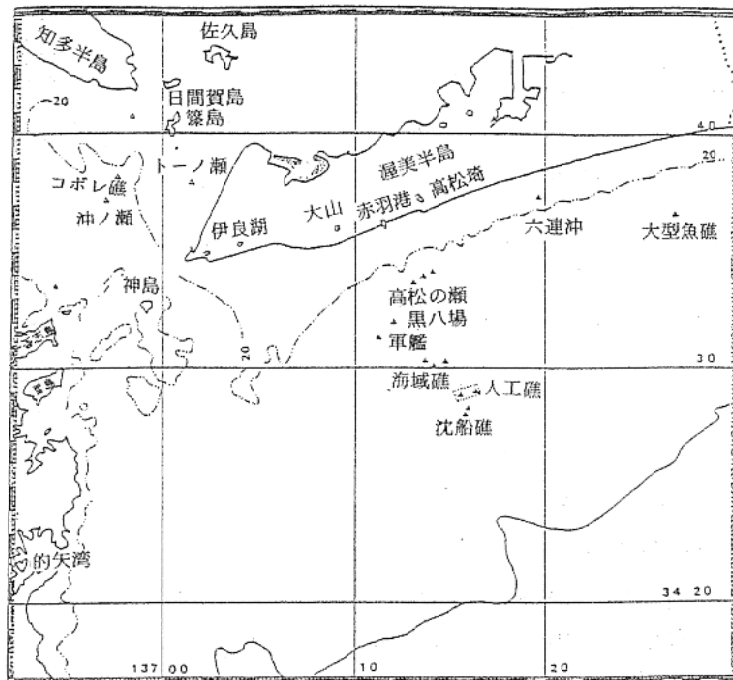 佐久島
知多半島
20
日間賀島
篠島
40
20
トーノ瀬
渥美半島
コボレ礁
高松埼
赤羽港
沖ノ瀬
大山
伊良湖
六連沖
大型魚礁
神島
高松の瀬
黒八場
軍艦
20
30
海域礁
人工礁
沈船礁
的矢湾
34 20
137 00
10
20